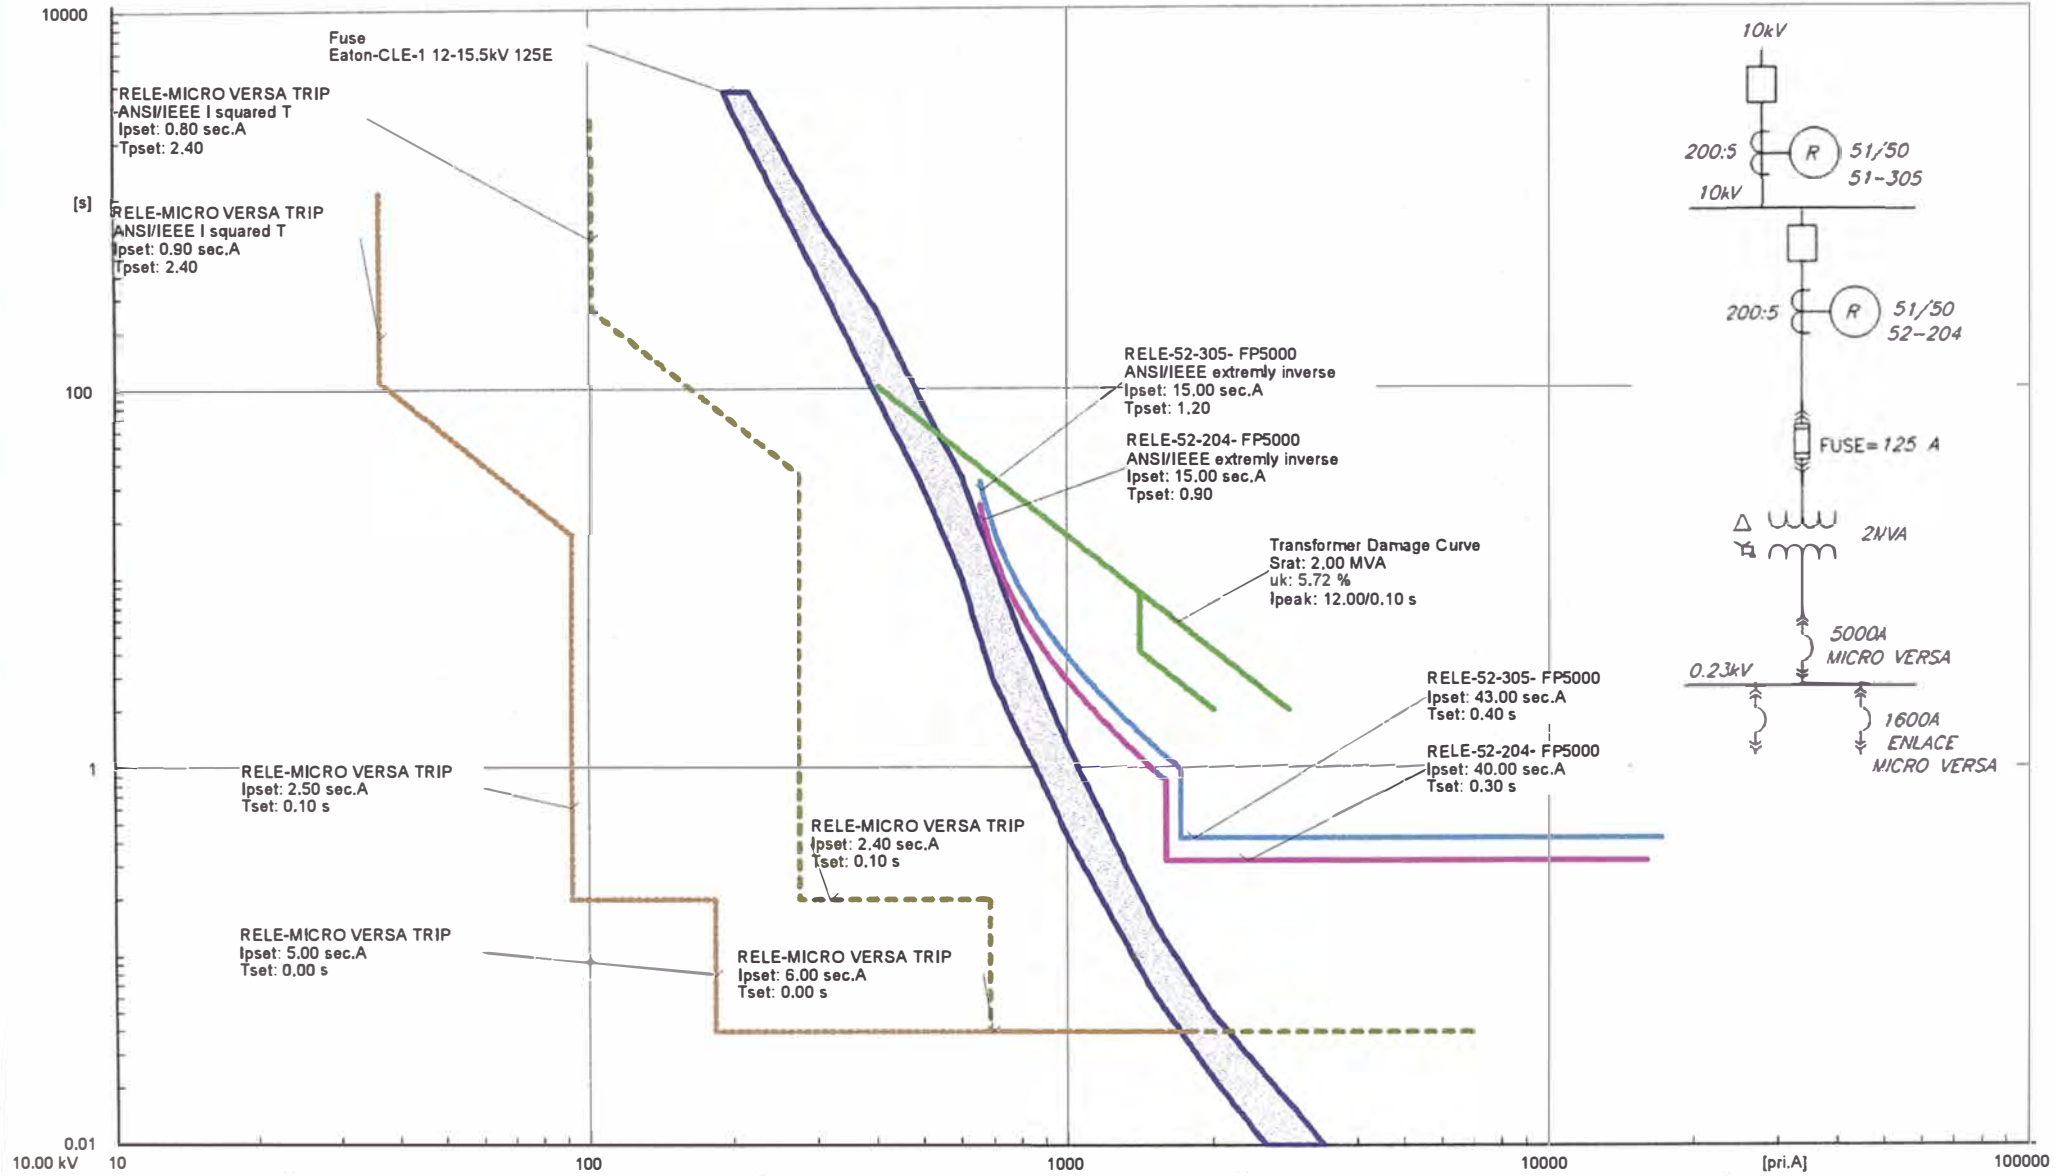 10000
Fuse
Eaton-CLE-1 12-15.5kV 125E
RELE-MICRO VERSA TRIP
ANSI/IEEE I squared T
Ipset: 0.80 sec.A
Tpset: 2.40
[s]
RELE-MICRO VERSA TRIP
ANSI/IEEE I squared T
Ipset: 0.90 sec.A
Tpset: 2.40
100
RELE-52-305- FP5000
ANSI/IEEE extremly inverse
Ipset: 15.00 sec.A
Tpset: 1.20
RELE-52-204- FP5000
ANSI/IEEE extremly inverse
Ipset: 15.00 sec.A
Tpset: 0.90
Transformer Damage Curve
Srat: 2.00 MVA
uk: 5.72 %
Ipeak: 12.00/0.10 s
RELE-52-305- FP5000
Ipset: 43.00 sec.A
Tset: 0.40 s
RELE-52-204- FP5000
Ipset: 40.00 sec.A
Tset: 0.30 s
1
RELE-MICRO VERSA TRIP
Ipset: 2.50 sec.A
Tset: 0.10 s
RELE-MICRO VERSA TRIP
Ipset: 2.40 sec.A
Tset: 0.10 s
RELE-MICRO VERSA TRIP
Ipset: 5.00 sec.A
Tset: 0.00 s
RELE-MICRO VERSA TRIP
Ipset: 6.00 sec.A
Tset: 0.00 s
0.01
10.00 kV
10
100
1000
10000
[pri.A]
100000
10kV
200:5
R
51/50
51-305
10kV
200:5
R
51/50
52-204
FUSE=125 A
2MVA
5000A
MICRO VERSA
0.23kV
1600A
ENLACE
MICRO VERSA